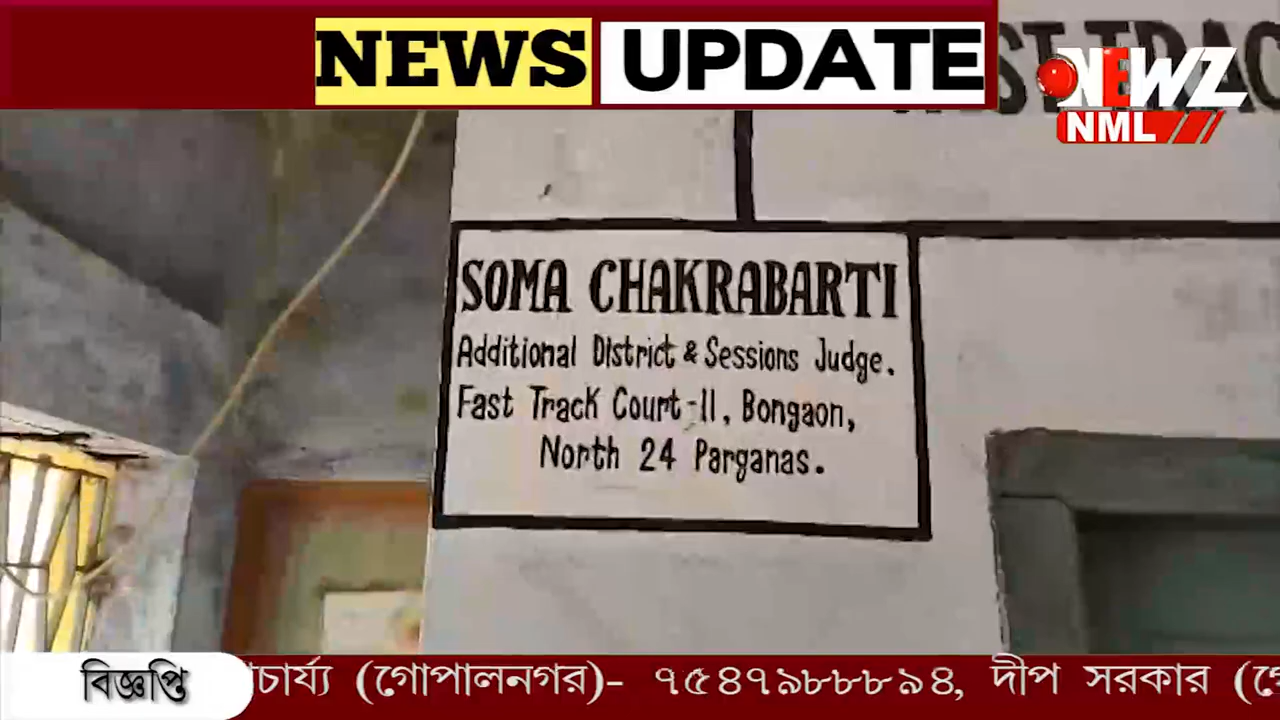 NEWS UPDATE
NEWZ
NML
SOMA CHAKRABARTI
Additional District & Sessions Judge.
Fast Track Court-II, Bongaon,
North 24 Parganas.
বিজ্ঞপ্তি
(গোপালনগর)- ৭৫৪৭৯৮৮৮৯৪, দীপ সরকার